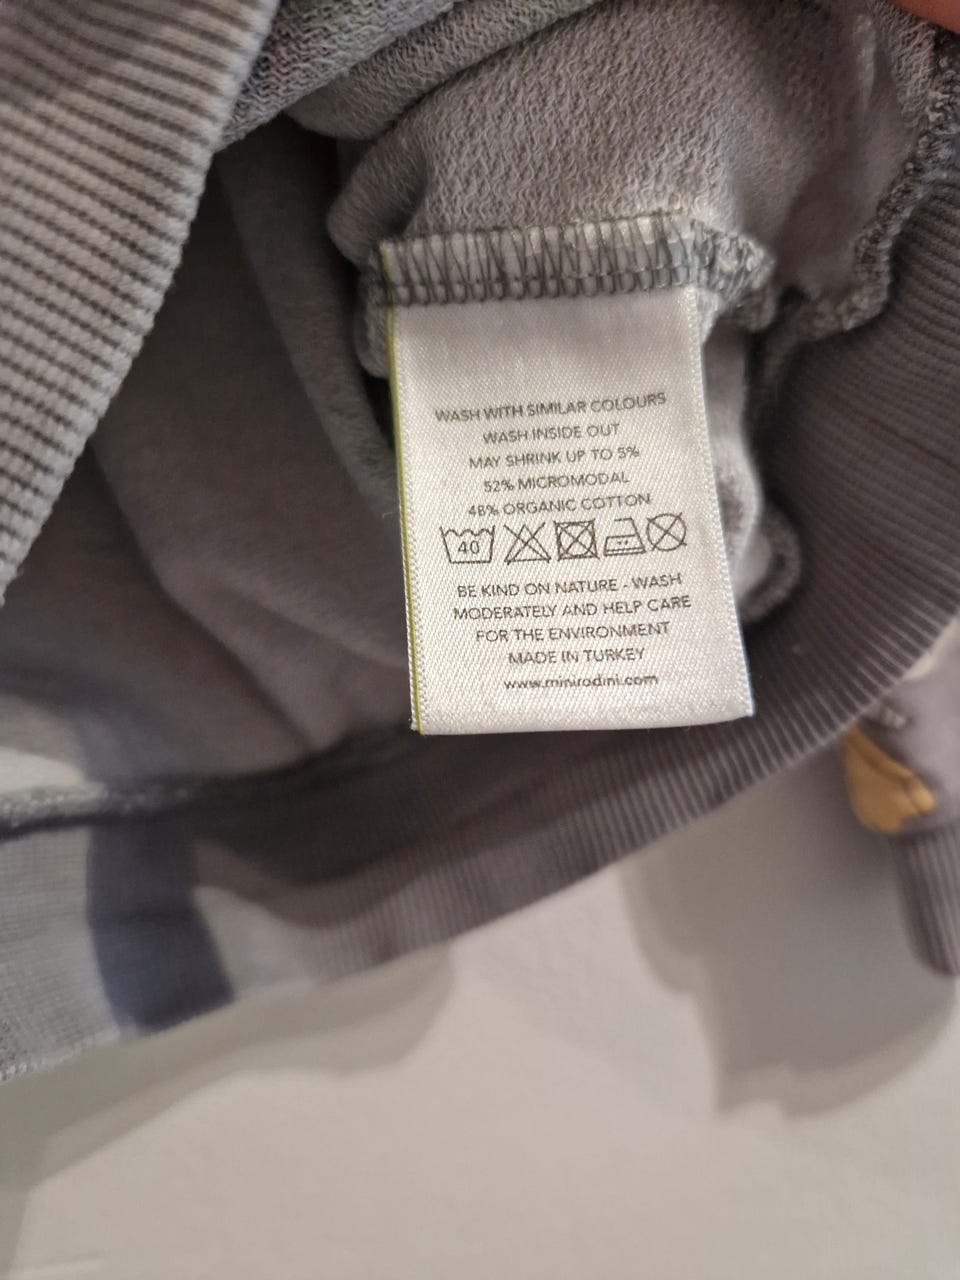 WASH WITH SIMILAR COLOURS
WASH INSIDE OUT
MAY SHRINK UP TO 5%
52% MICROMODAL
48% ORGANIC COTTON
40
BE KIND ON NATURE - WASH
MODERATELY AND HELP CARE
FOR THE ENVIRONMENT
MADE IN TURKEY
www.minirodini.com